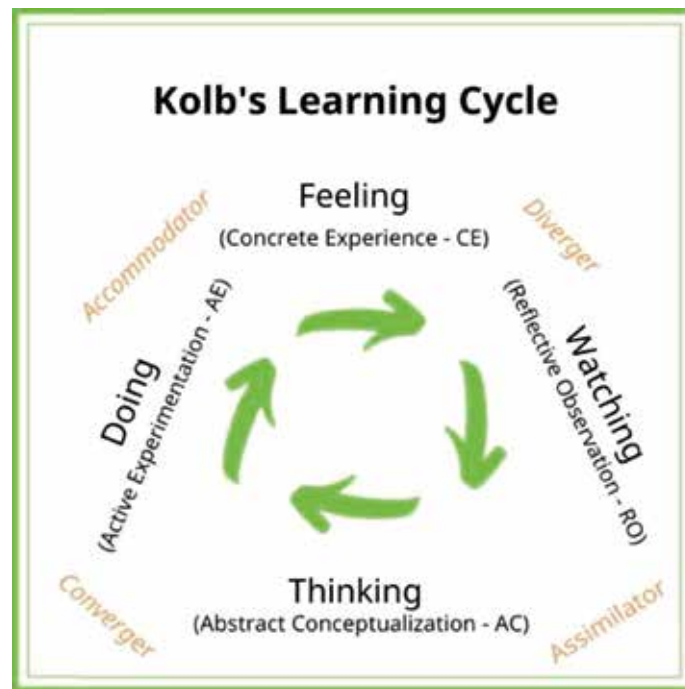 Kolb's Learning Cycle
Feeling
(Concrete Experience - CE)
Accommodator
Diverger
Doing
(Active Experimentation - AE)
Watching
(Reflective Observation - RO)
Thinking
(Abstract Conceptualization - AC)
Converger
Assimilator